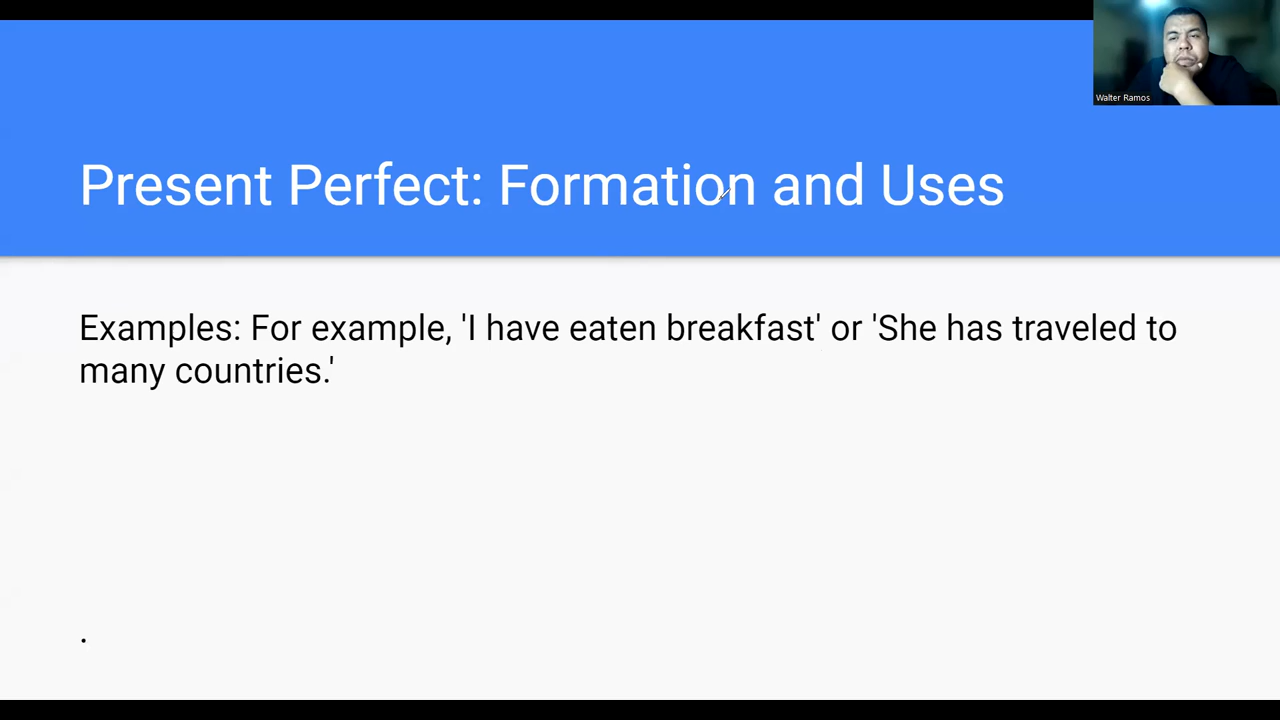 Walter Ramos
Present Perfect: Formation and Uses
Examples: For example, 'I have eaten breakfast' or 'She has traveled to
many countries.'
.